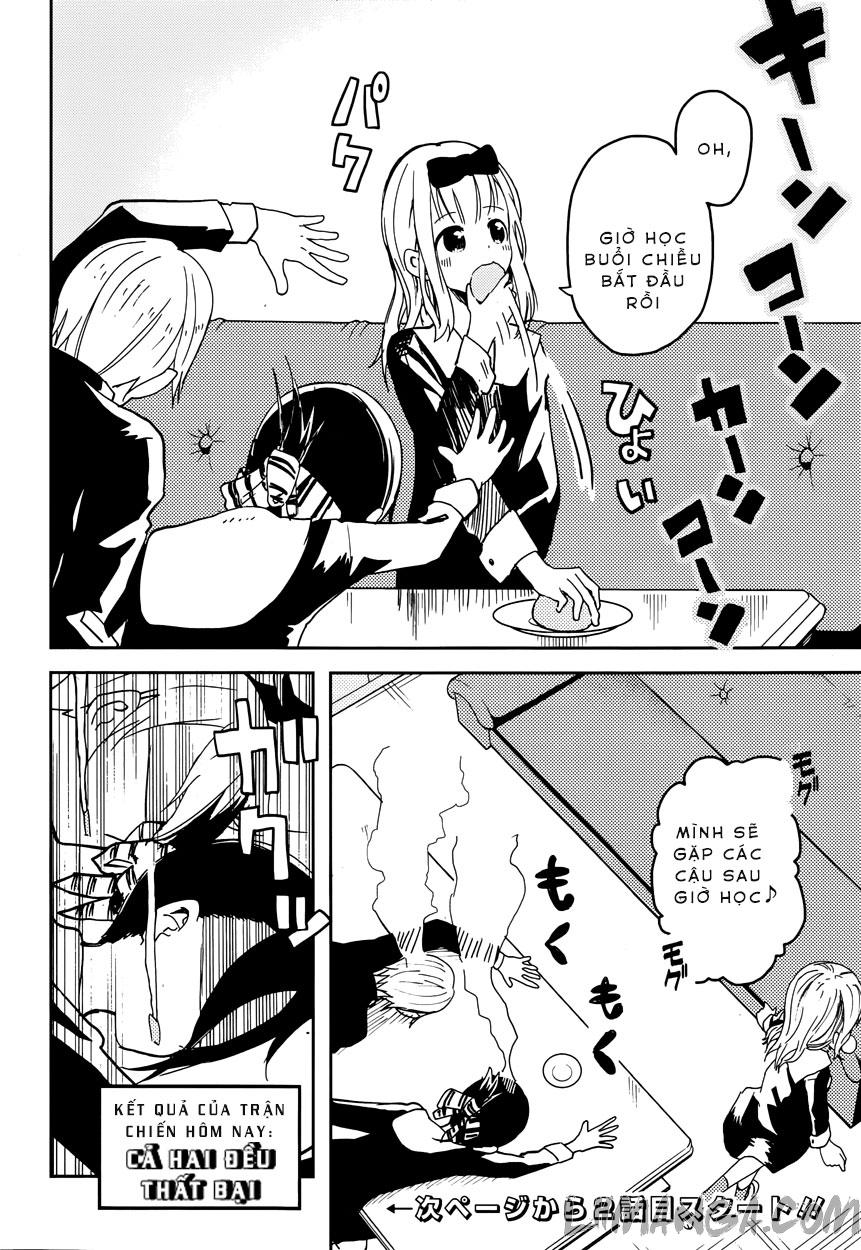 キーンコーン
カーンコーン
OH,
GIỜ HỌC
BUỔI CHIỀU
BẮT ĐẦU
RỒI
パク
ひょい
MÌNH SẼ
GẶP CÁC
CẬU SAU
GIỜ HỌC♪
モグ
モグ
もく
もく
ガクッ
KẾT QUẢ CỦA TRẬN
CHIẾN HÔM NAY:
CẢ HAI ĐỀU
THẤT BẠI
←次ページから2話目スタート!!